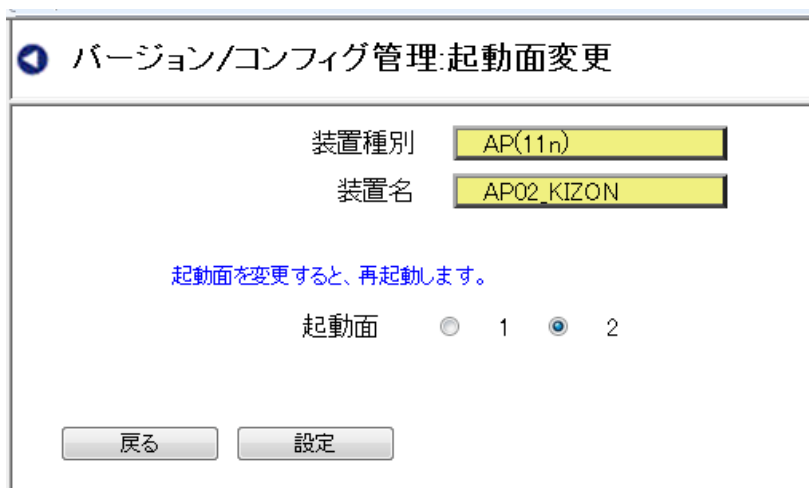 バージョン/コンフィグ管理:起動面変更
装置種別 AP(11n)
装置名 AP02_KIZON
起動面を変更すると、再起動します。
起動面 1 2
戻る 設定